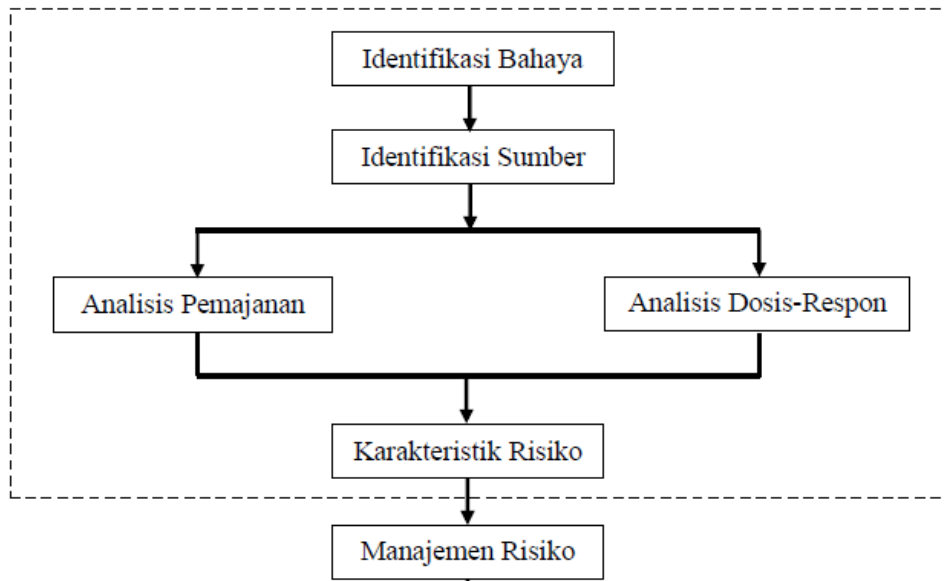 Identifikasi Bahaya
Identifikasi Sumber
Analisis Pemajanan
Analisis Dosis-Respon
Karakteristik Risiko
Manajemen Risiko